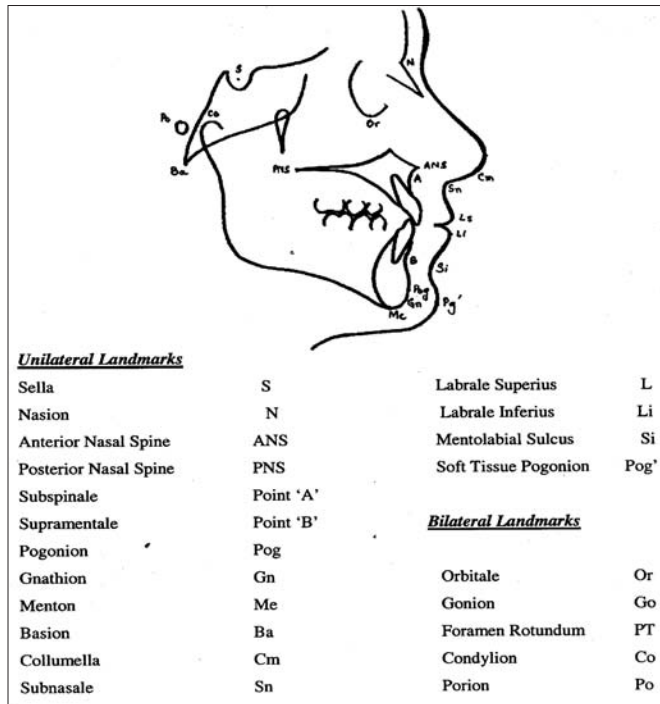 N
S
Po
Co
Or
Ba
PNS
ANS
A
Cm
Sn
Ls
Li
B
Si
Pog
Gn
Pg'
Me
Unilateral Landmarks
Sella S
Nasion N
Anterior Nasal Spine ANS
Posterior Nasal Spine PNS
Subspinale Point 'A'
Supramentale Point 'B'
Pogonion Pog
Gnathion Gn
Menton Me
Basion Ba
Collumella Cm
Subnasale Sn
Labrale Superius L
Labrale Inferius Li
Mentolabial Sulcus Si
Soft Tissue Pogonion Pog'
Bilateral Landmarks
Orbitale Or
Gonion Go
Foramen Rotundum PT
Condylion Co
Porion Po